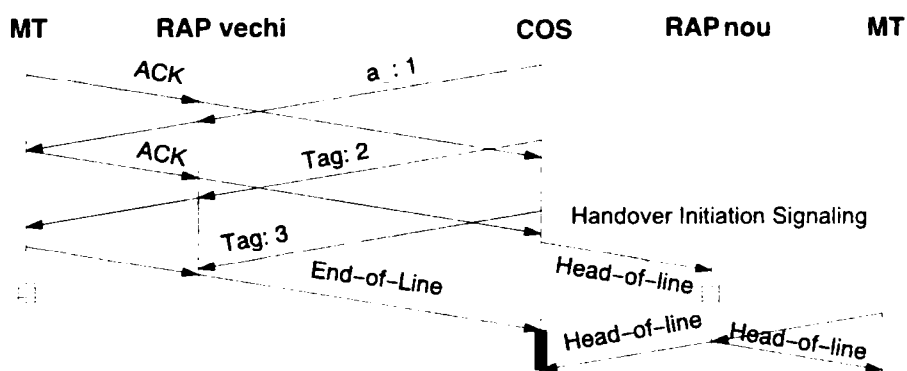 MT RAP vechi COS RAP nou MT
ACK
a : 1
ACK
Tag: 2
Handover Initiation Signaling
Tag: 3
End-of-Line
Head-of-line
Head-of-line
Head-of-line